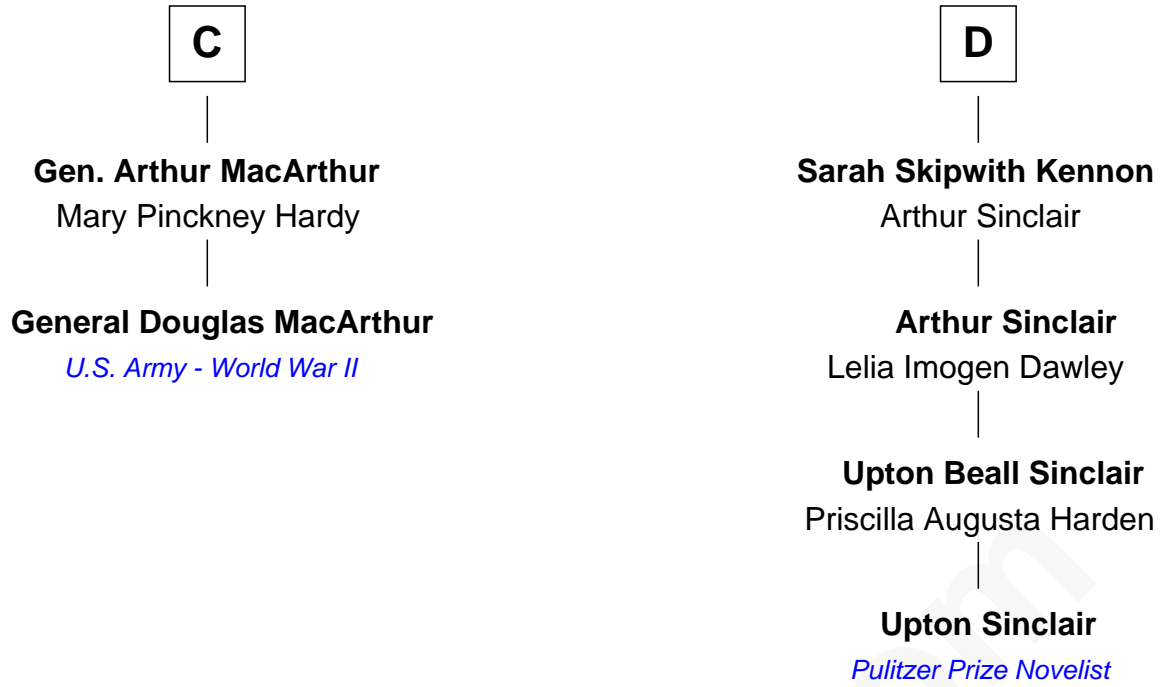 C
Gen. Arthur MacArthur
Mary Pinckney Hardy
General Douglas MacArthur
U.S. Army - World War II
D
Sarah Skipwith Kennon
Arthur Sinclair
Arthur Sinclair
Lelia Imogen Dawley
Upton Beall Sinclair
Priscilla Augusta Harden
Upton Sinclair
Pulitzer Prize Novelist